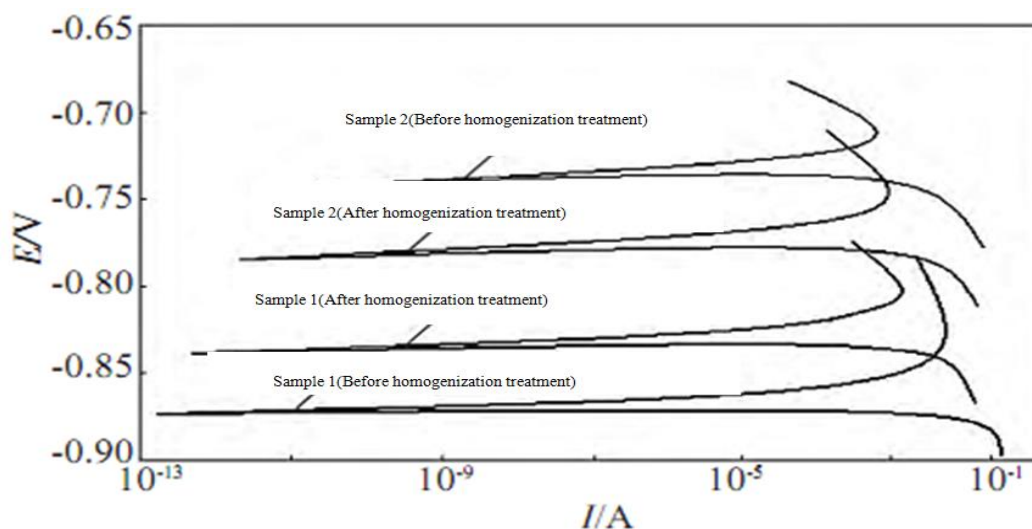 -0.65
-0.70
-0.75
-0.80
-0.85
-0.90
E/V
Sample 2(Before homogenization treatment)
Sample 2(After homogenization treatment)
Sample 1(After homogenization treatment)
Sample 1(Before homogenization treatment)
10⁻¹³
10⁻⁹
10⁻⁵
10⁻¹
I/A